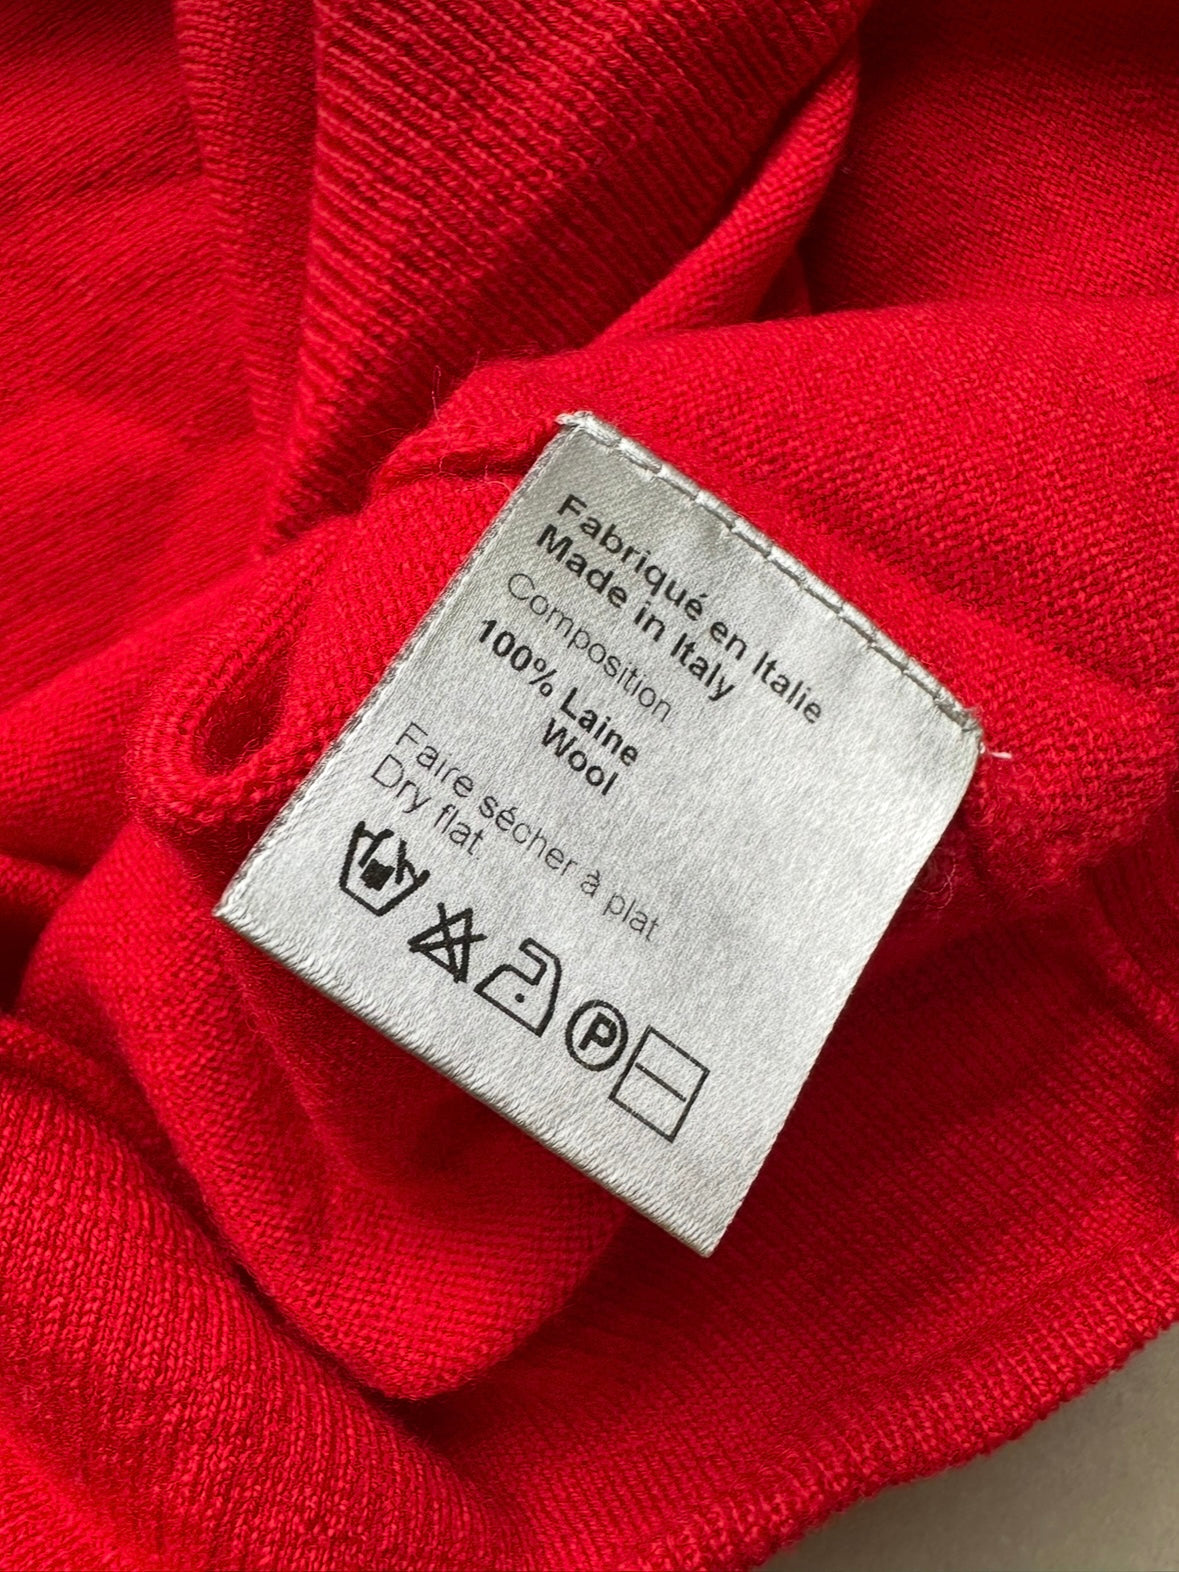 Fabriqué en Italie
Made in Italy
Composition
100% Laine
Wool
Faire sécher à plat
Dry flat
P